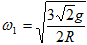 ω₁ = √(3√2g / 2R)